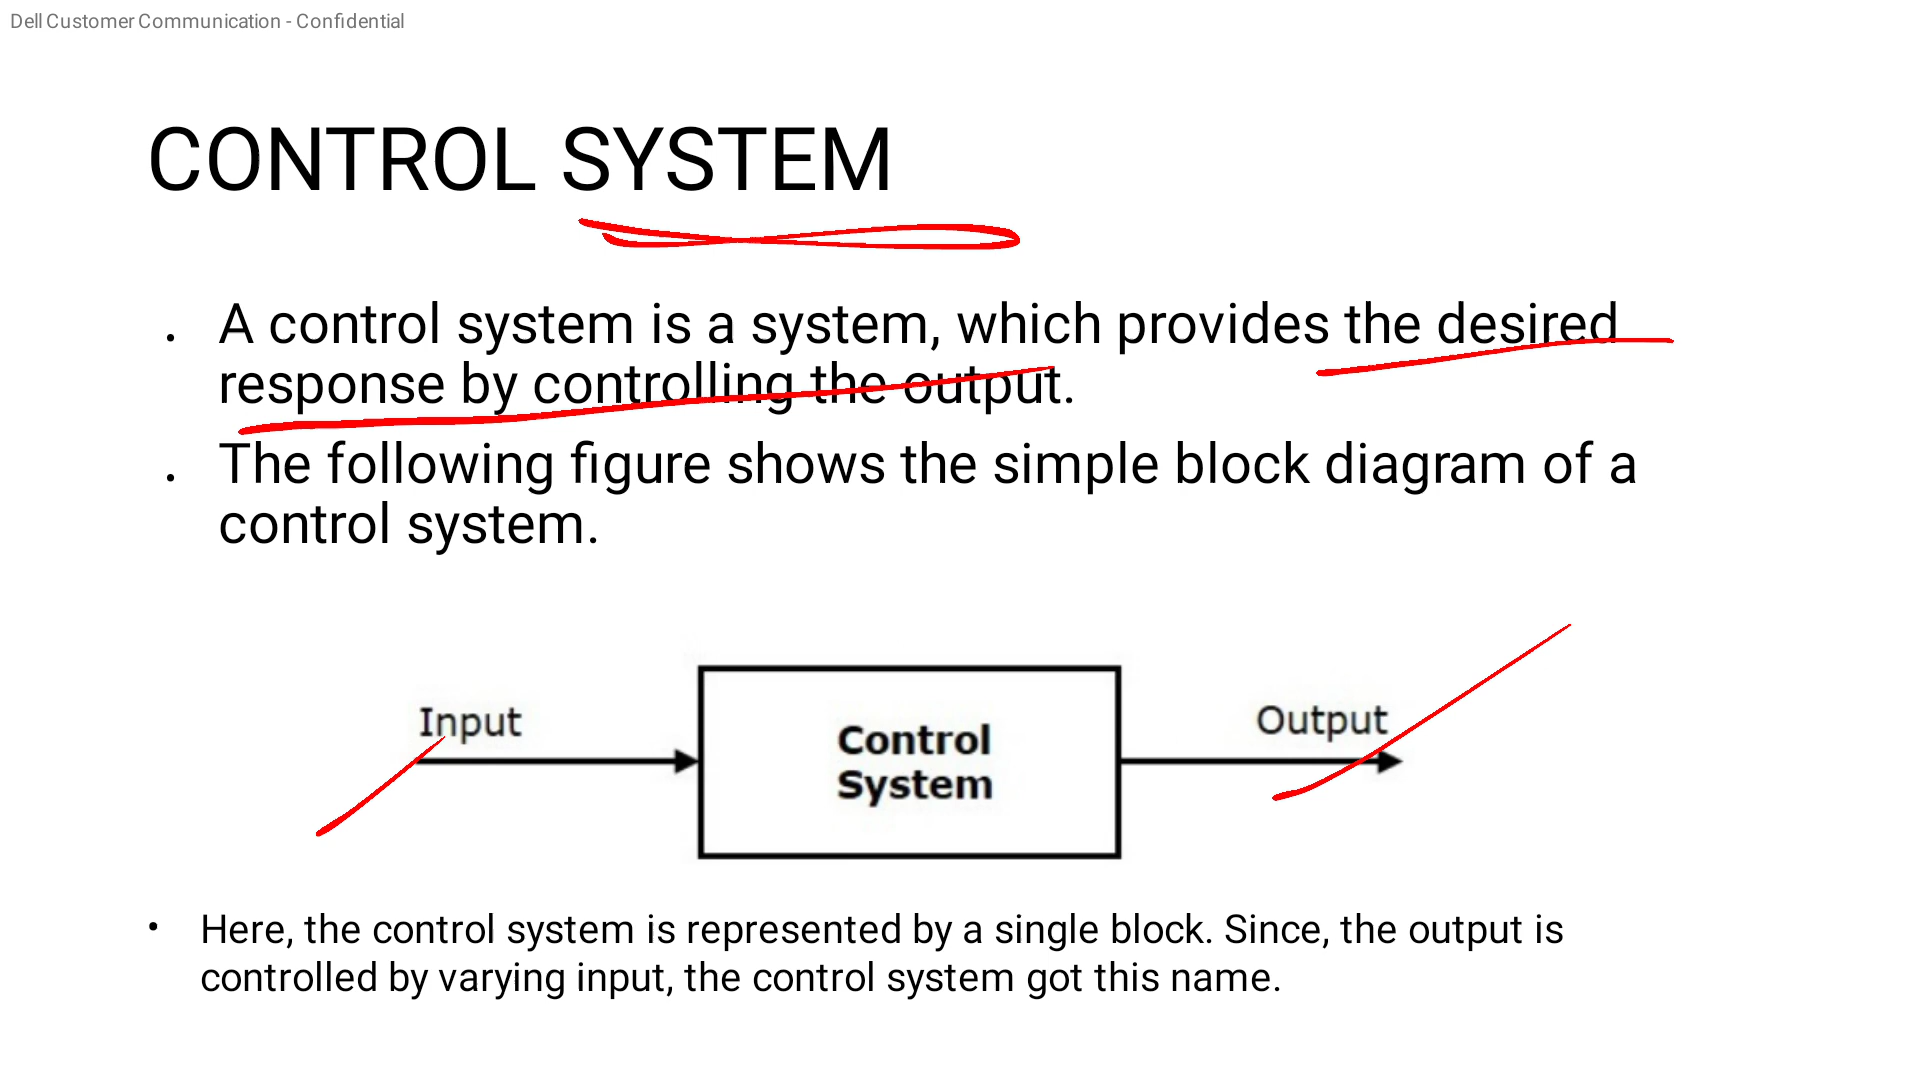 Dell Customer Communication - Confidential
CONTROL SYSTEM
. A control system is a system, which provides the desired
response by controlling the output.
. The following figure shows the simple block diagram of a
control system.
Input
Control
System
Output
• Here, the control system is represented by a single block. Since, the output is
controlled by varying input, the control system got this name.